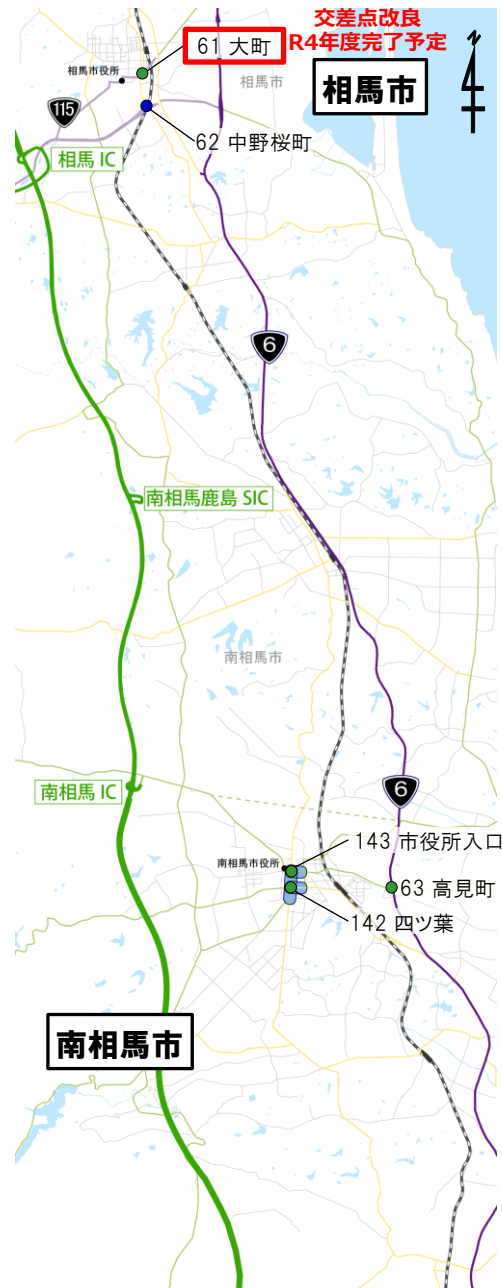 交差点改良
R4年度完了予定
61 大町
相馬市役所
相馬市
相馬市
115
62 中野桜町
相馬 IC
6
南相馬鹿島 SIC
南相馬市
南相馬 IC
6
143 市役所入口
南相馬市役所
63 高見町
142 四ツ葉
南相馬市